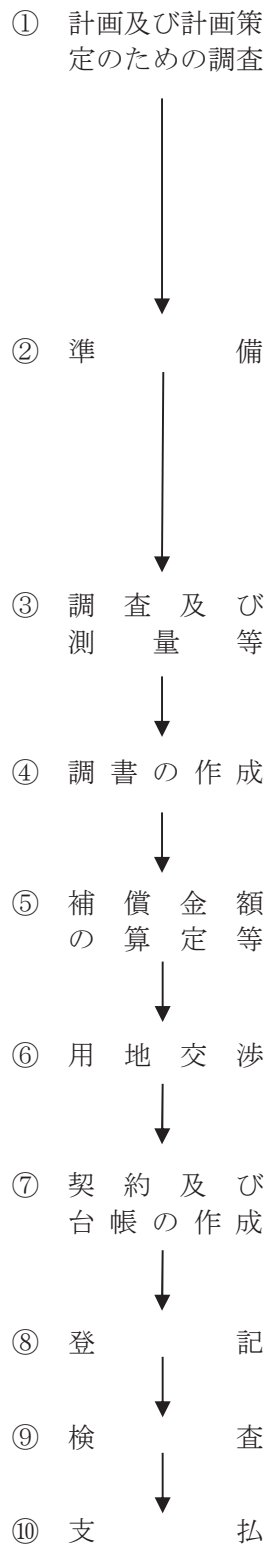 ① 計画及び計画策
定のための調査
② 準備
③ 調査及び
測量等
④ 調書の作成
⑤ 補償金額
の算定等
⑥ 用地交渉
⑦ 契約及び
台帳の作成
⑧ 登記
⑨ 検査
⑩ 支払